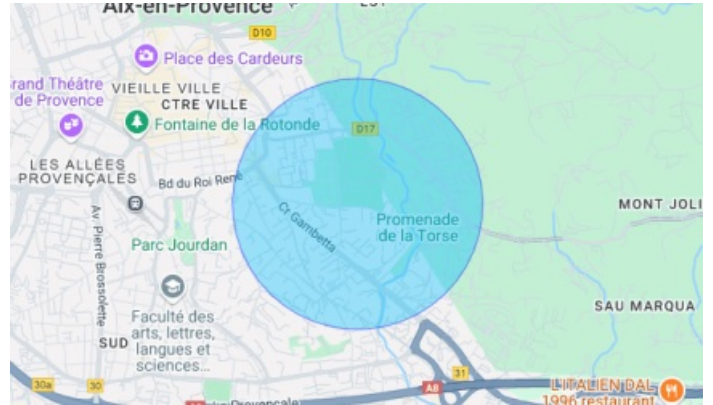 Aix-en-Provence
D10
Place des Cardeurs
Grand Théâtre
de Provence
VIEILLE VILLE
CTRE VILLE
Fontaine de la Rotonde
D17
LES ALLÉES
PROVENÇALES
Bd du Roi René
Av. Pierre Brossolette
Cr Gambetta
Promenade
de la Torse
MONT JOLI
Parc Jourdan
Faculté des
arts, lettres,
langues et
sciences...
SUD
SAU MARQUA
30a
30
A8
31
Provençale
L'ITALIEN DAL
1996 restaurant